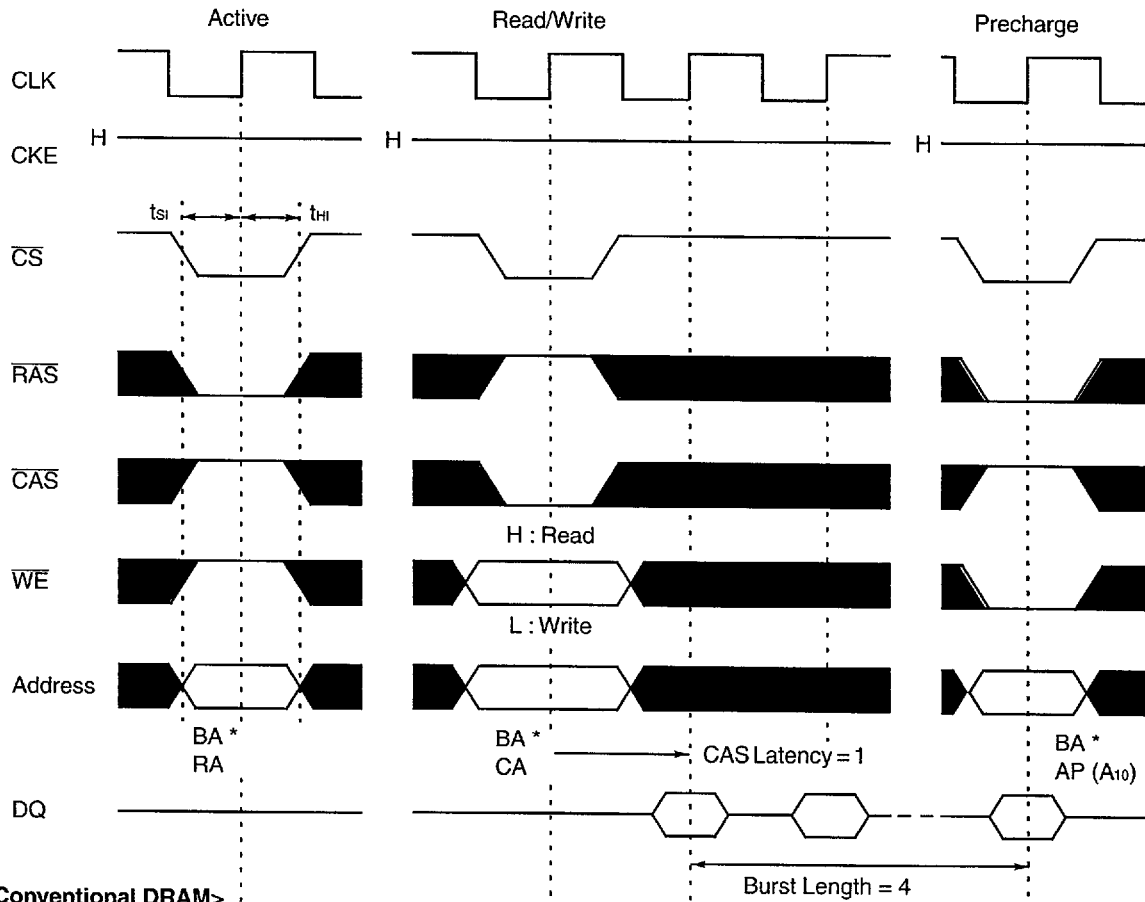 Active Read/Write Precharge
CLK
H H H
CKE
tSI tHI
CS
RAS
CAS
H : Read
WE
L : Write
Address
BA * BA * CAS Latency = 1 BA *
RA CA AP (A10)
DQ
Burst Length = 4
Conventional DRAM>